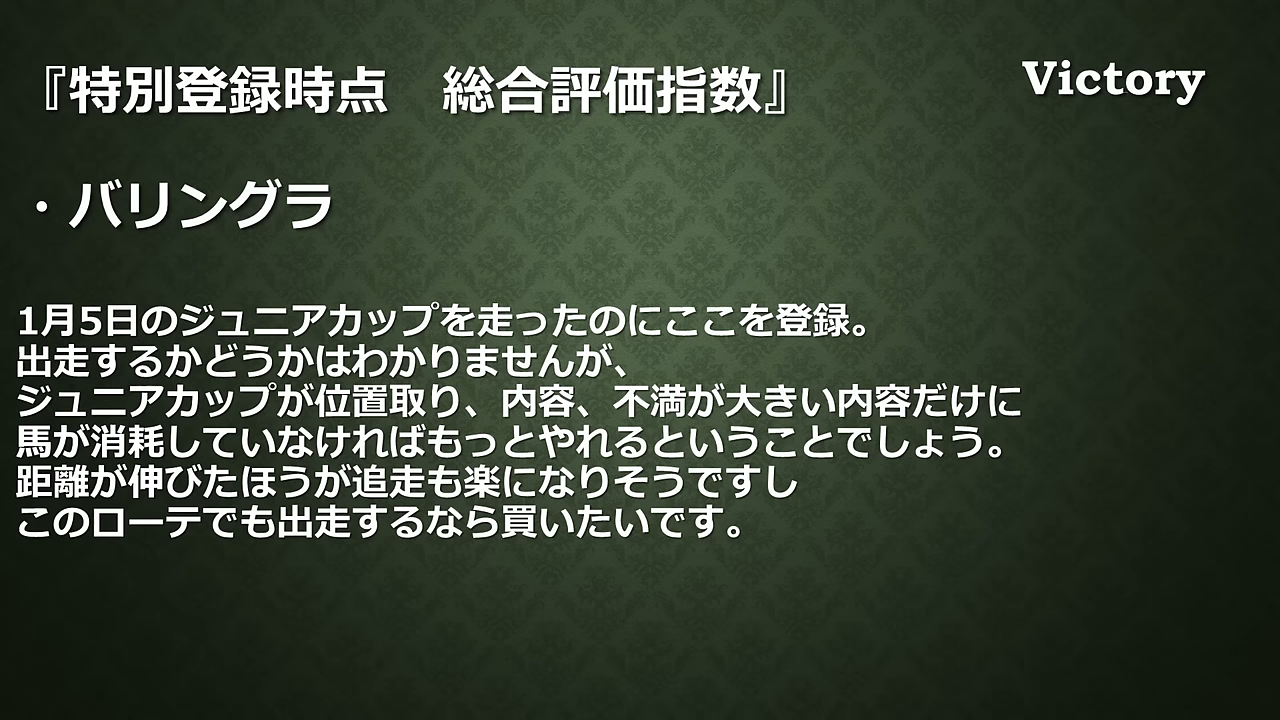 『特別登録時点　総合評価指数』
Victory
・バリングラ
1月5日のジュニアカップを走ったのにここを登録。
出走するかどうかはわかりませんが、
ジュニアカップが位置取り、内容、不満が大きい内容だけに
馬が消耗していなければもっとやれるということでしょう。
距離が伸びたほうが追走も楽になりそうですし
このローテでも出走するなら買いたいです。